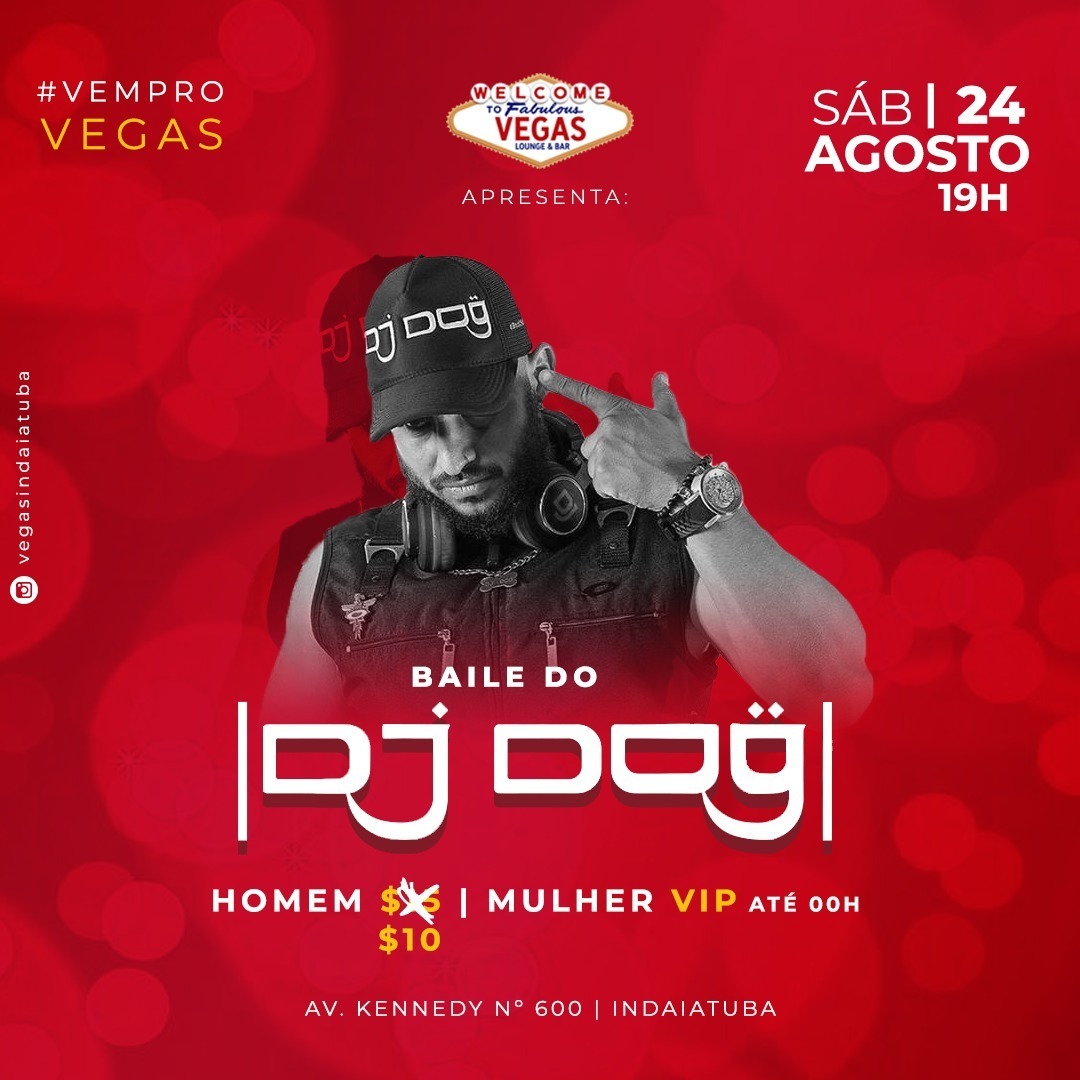 #VEMPRO
VEGAS
WELCOME
TO Fabulous
VEGAS
LOUNGE & BAR
APRESENTA:
SÁB | 24
AGOSTO
19H
DJ DOG̈
vegasindaiatuba
BAILE DO
|DJ DOG̈|
HOMEM $15 | MULHER VIP ATÉ 00H
$10
AV. KENNEDY Nº 600 | INDAIATUBA